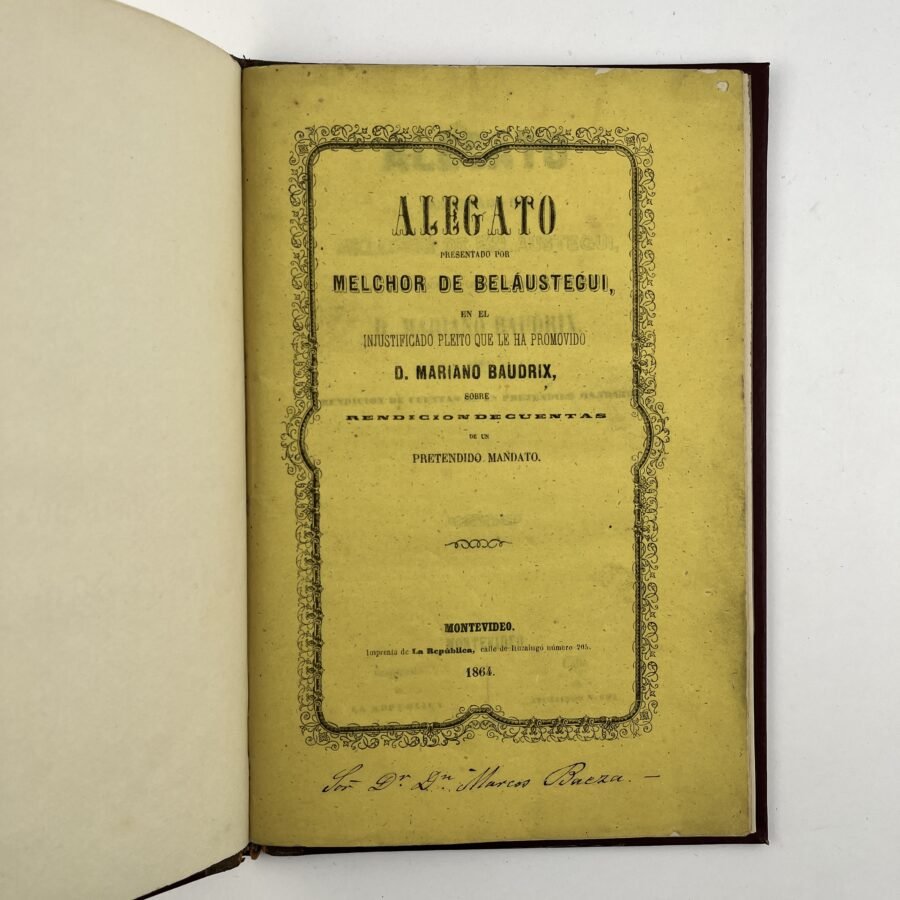 ALEGATO
PRESENTADO POR
MELCHOR DE BELÁUSTEGUI,
EN EL
INJUSTIFICADO PLEITO QUE LE HA PROMOVIDO
D. MARIANO BAUDRIX,
SOBRE
RENDICION DE CUENTAS
DE UN
PRETENDIDO MANDATO.
MONTEVIDEO.
Imprenta de La República, calle de Ituzaingó número 205.
1864.
Sor. Dr. Dn. Marcos Baeza. —